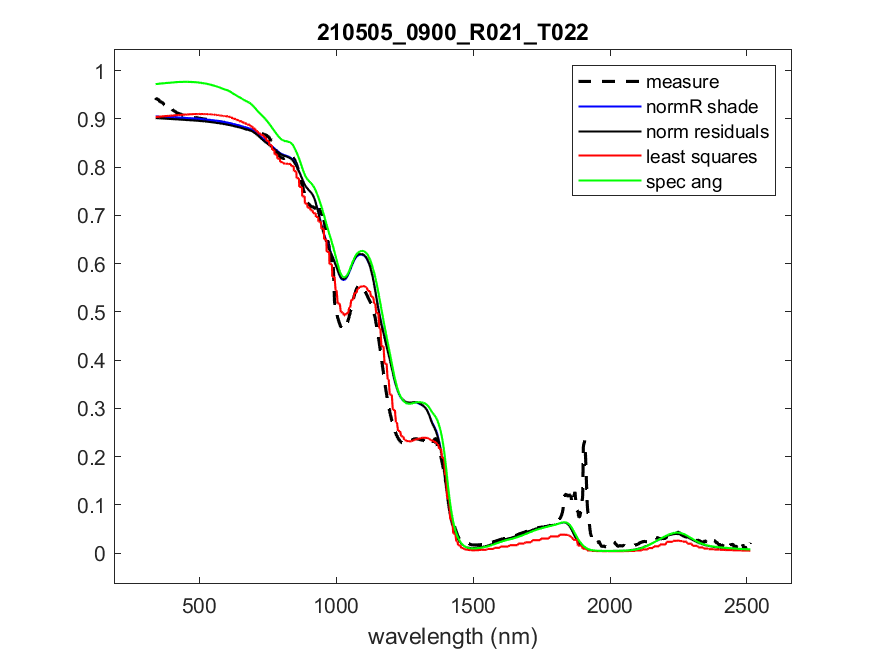 210505_0900_R021_T022
measure
normR shade
norm residuals
least squares
spec ang
1
0.9
0.8
0.7
0.6
0.5
0.4
0.3
0.2
0.1
0
500 1000 1500 2000 2500
wavelength (nm)